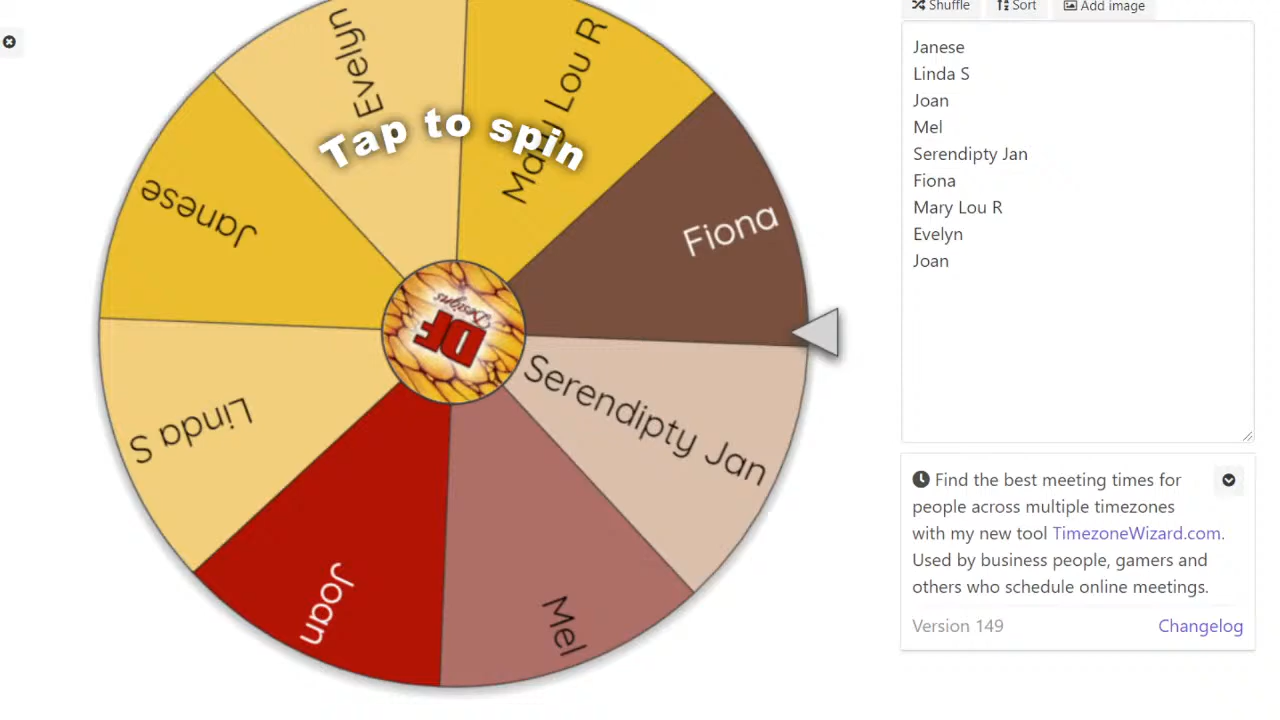 Shuffle
Sort
Add image
Evelyn
Mary Lou R
Tap to spin
Janese
Fiona
DF
Designs
Serendipty Jan
Linda S
Joan
Mel
Janese
Linda S
Joan
Mel
Serendipty Jan
Fiona
Mary Lou R
Evelyn
Joan
Find the best meeting times for
people across multiple timezones
with my new tool TimezoneWizard.com.
Used by business people, gamers and
others who schedule online meetings.
Version 149
Changelog